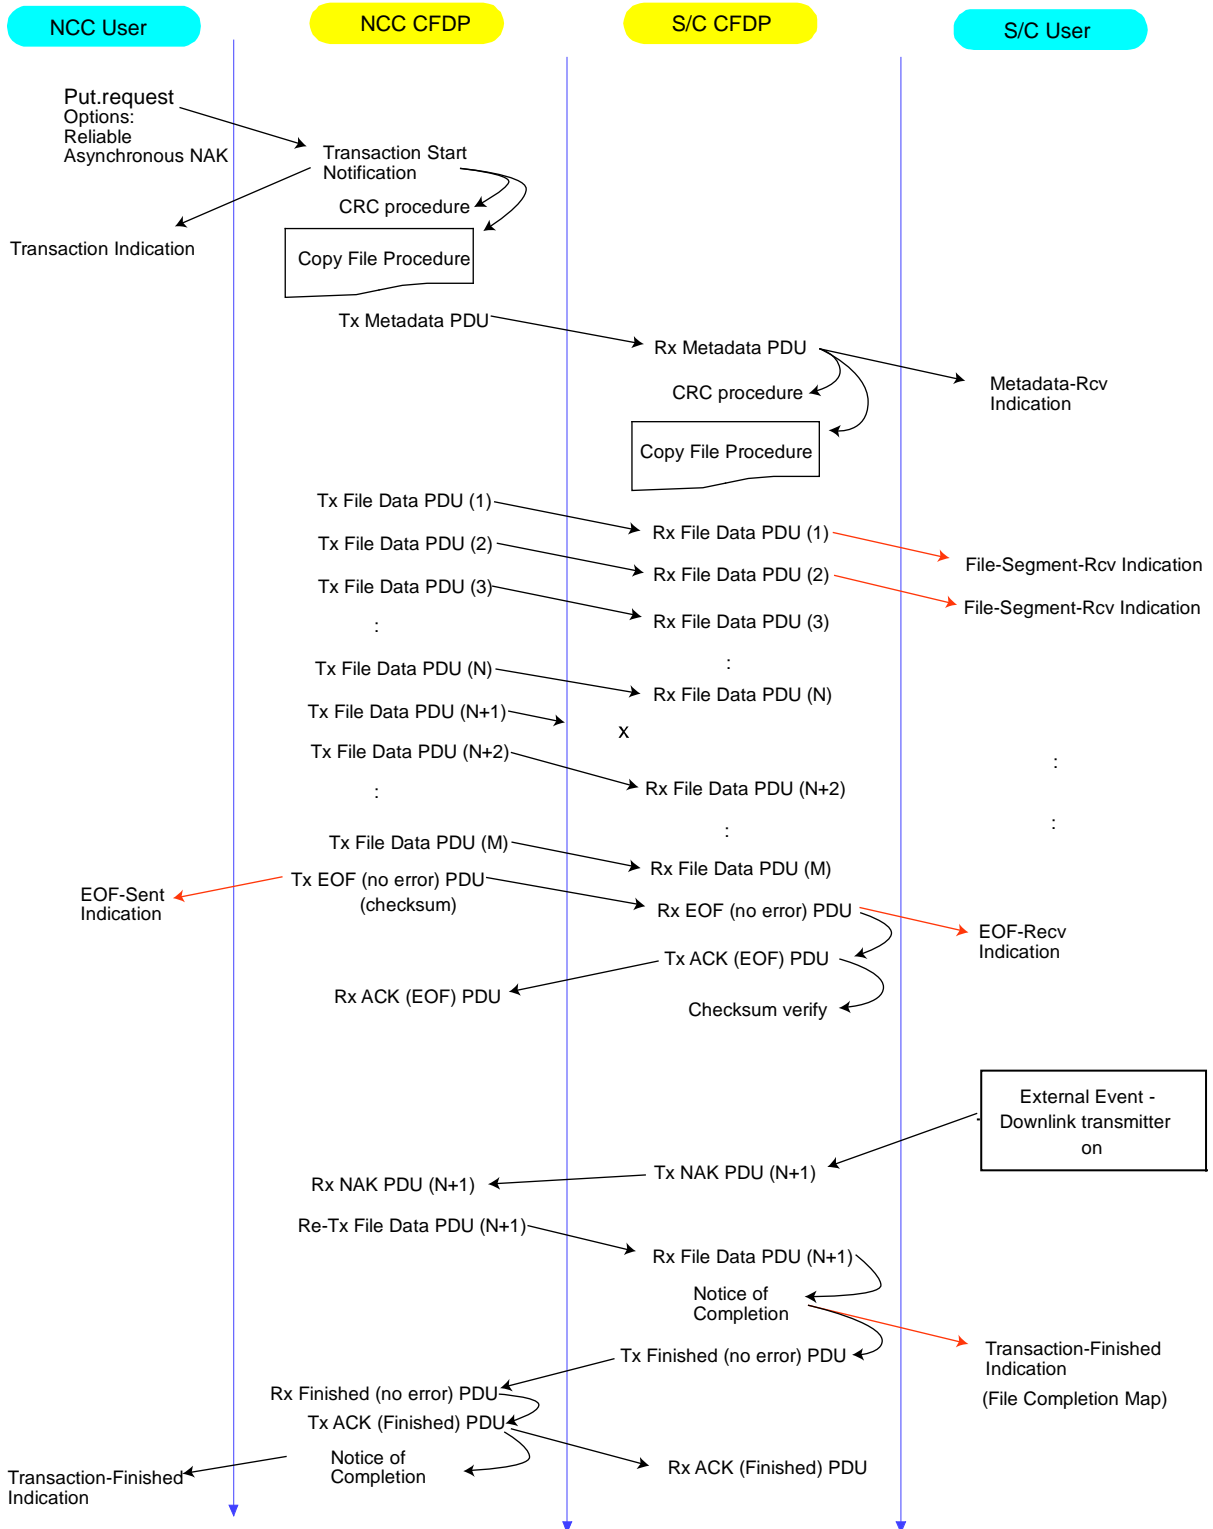 NCC User
NCC CFDP
S/C CFDP
S/C User
Put.request
Options:
Reliable
Asynchronous NAK
Transaction Start
Notification
CRC procedure
Transaction Indication
Copy File Procedure
Tx Metadata PDU
Rx Metadata PDU
Metadata-Rcv
Indication
CRC procedure
Copy File Procedure
Tx File Data PDU (1)
Rx File Data PDU (1)
File-Segment-Rcv Indication
Tx File Data PDU (2)
Rx File Data PDU (2)
File-Segment-Rcv Indication
Tx File Data PDU (3)
Rx File Data PDU (3)
:
:
Tx File Data PDU (N)
Rx File Data PDU (N)
Tx File Data PDU (N+1)
x
Tx File Data PDU (N+2)
:
Rx File Data PDU (N+2)
:
:
:
Tx File Data PDU (M)
Rx File Data PDU (M)
Tx EOF (no error) PDU
(checksum)
EOF-Sent
Indication
Rx EOF (no error) PDU
EOF-Recv
Indication
Tx ACK (EOF) PDU
Rx ACK (EOF) PDU
Checksum verify
External Event -
Downlink transmitter
on
Tx NAK PDU (N+1)
Rx NAK PDU (N+1)
Re-Tx File Data PDU (N+1)
Rx File Data PDU (N+1)
Notice of
Completion
Transaction-Finished
Indication
(File Completion Map)
Tx Finished (no error) PDU
Rx Finished (no error) PDU
Tx ACK (Finished) PDU
Notice of
Completion
Rx ACK (Finished) PDU
Transaction-Finished
Indication